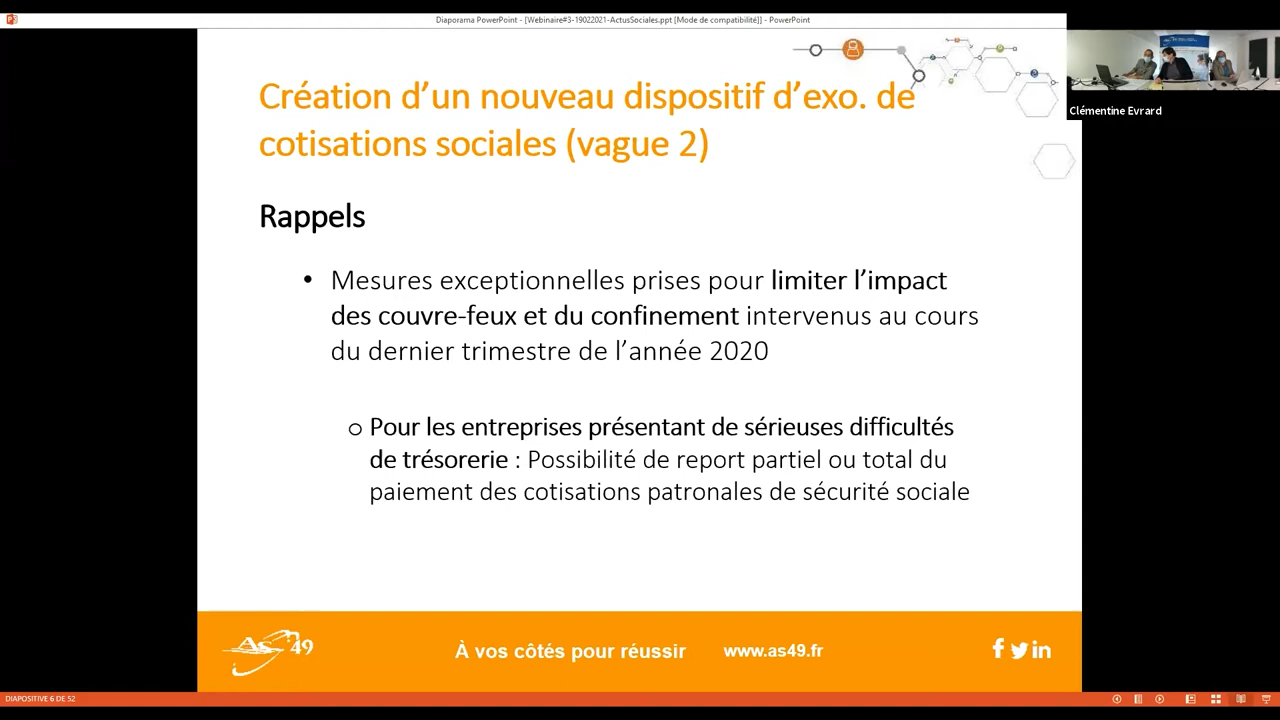 Diaporama PowerPoint - [Webinaire#3-19022021-ActusSociales.ppt [Mode de compatibilité]] - PowerPoint
Clémentine Evrard
Création d’un nouveau dispositif d’exo. de
cotisations sociales (vague 2)
Rappels
• Mesures exceptionnelles prises pour limiter l’impact
des couvre-feux et du confinement intervenus au cours
du dernier trimestre de l’année 2020
o Pour les entreprises présentant de sérieuses difficultés
de trésorerie : Possibilité de report partiel ou total du
paiement des cotisations patronales de sécurité sociale
As 49
À vos côtés pour réussir
www.as49.fr
DIAPOSITIVE 6 DE 52